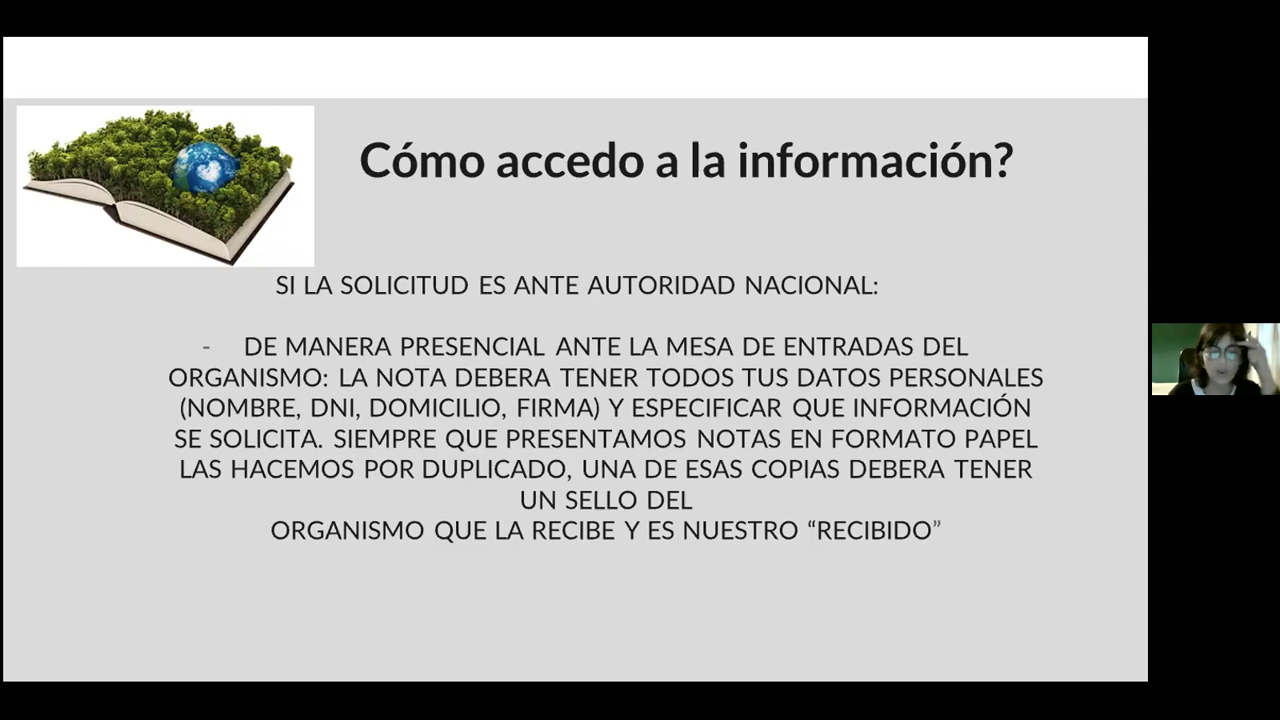 Cómo accedo a la información?
SI LA SOLICITUD ES ANTE AUTORIDAD NACIONAL:
- DE MANERA PRESENCIAL ANTE LA MESA DE ENTRADAS DEL
ORGANISMO: LA NOTA DEBERA TENER TODOS TUS DATOS PERSONALES
(NOMBRE, DNI, DOMICILIO, FIRMA) Y ESPECIFICAR QUE INFORMACIÓN
SE SOLICITA. SIEMPRE QUE PRESENTAMOS NOTAS EN FORMATO PAPEL
LAS HACEMOS POR DUPLICADO, UNA DE ESAS COPIAS DEBERA TENER
UN SELLO DEL
ORGANISMO QUE LA RECIBE Y ES NUESTRO “RECIBIDO”